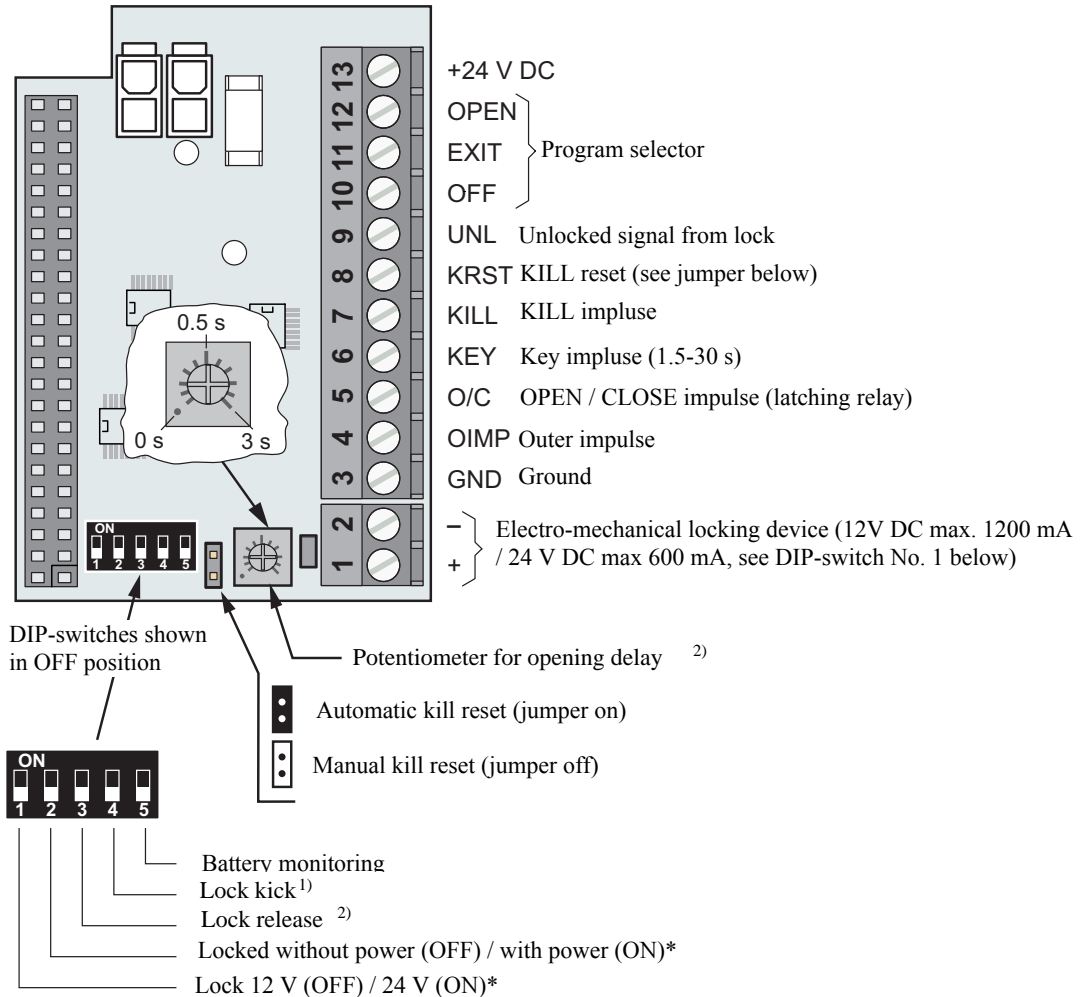 13 +24 V DC
12 OPEN
11 EXIT Program selector
10 OFF
9 UNL Unlocked signal from lock
8 KRST KILL reset (see jumper below)
7 KILL KILL impluse
6 KEY Key impluse (1.5-30 s)
5 O/C OPEN / CLOSE impulse (latching relay)
4 OIMP Outer impulse
3 GND Ground
2 – Electro-mechanical locking device (12V DC max. 1200 mA
1 + / 24 V DC max 600 mA, see DIP-switch No. 1 below)
0.5 s
0 s 3 s
ON
1 2 3 4 5
DIP-switches shown
in OFF position
Potentiometer for opening delay 2)
Automatic kill reset (jumper on)
Manual kill reset (jumper off)
ON
1 2 3 4 5
Battery monitoring
Lock kick1)
Lock release 2)
Locked without power (OFF) / with power (ON)*
Lock 12 V (OFF) / 24 V (ON)*